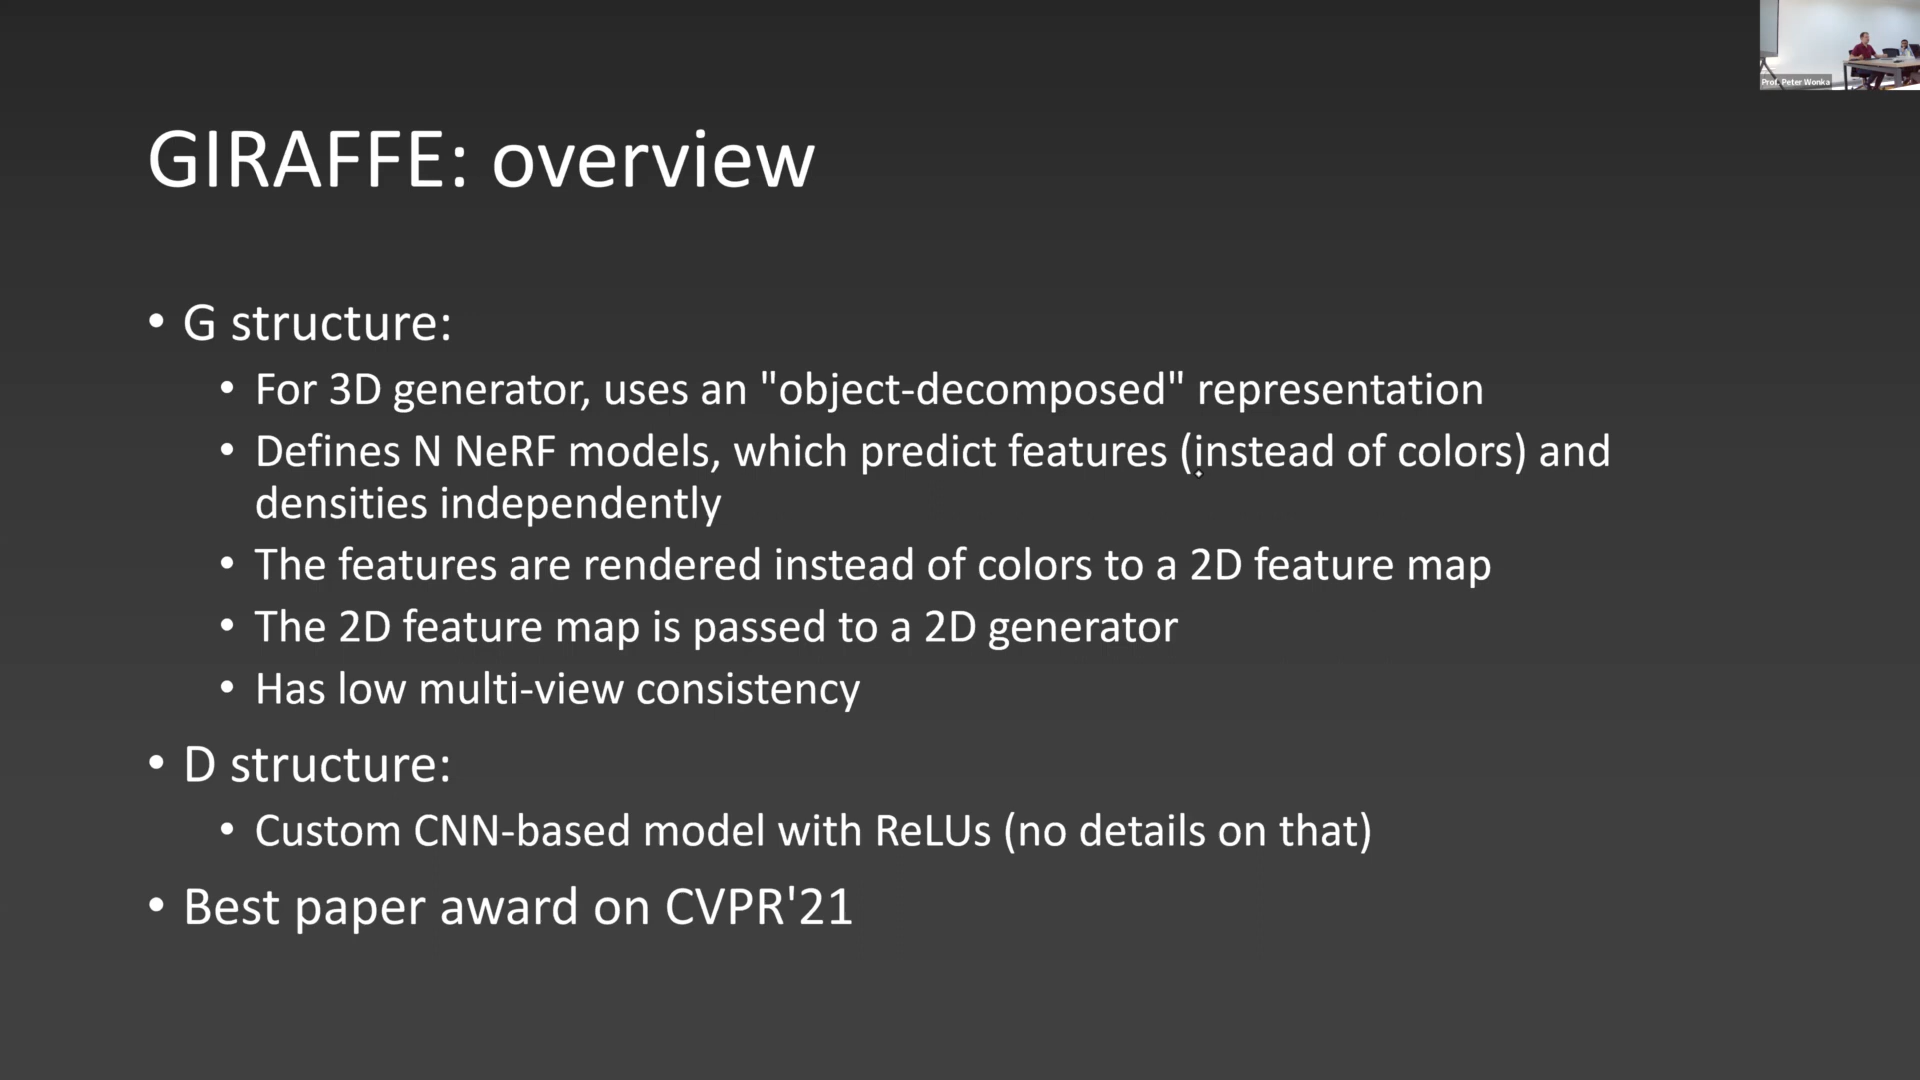 Prof. Peter Wonka
GIRAFFE: overview
• G structure:
• For 3D generator, uses an "object-decomposed" representation
• Defines N NeRF models, which predict features (instead of colors) and
densities independently
• The features are rendered instead of colors to a 2D feature map
• The 2D feature map is passed to a 2D generator
• Has low multi-view consistency
• D structure:
• Custom CNN-based model with ReLUs (no details on that)
• Best paper award on CVPR'21